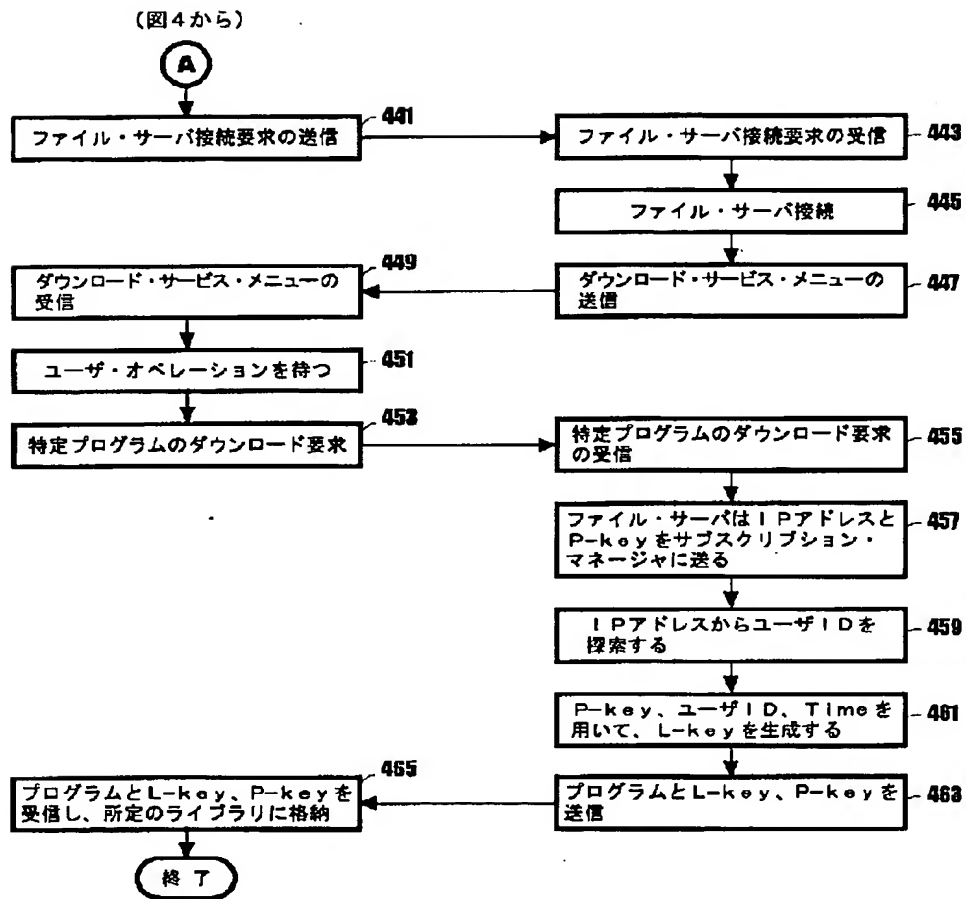 (図4から)
A
ファイル・サーバ接続要求の送信
441
ファイル・サーバ接続要求の受信
443
ファイル・サーバ接続
445
ダウンロード・サービス・メニューの
送信
447
ダウンロード・サービス・メニューの
受信
449
ユーザ・オペレーションを待つ
451
特定プログラムのダウンロード要求
453
特定プログラムのダウンロード要求
の受信
455
ファイル・サーバはIPアドレスと
P-keyをサブスクリプション・
マネージャに送る
457
IPアドレスからユーザIDを
探索する
459
P-key、ユーザID、Timeを
用いて、L-keyを生成する
461
プログラムとL-key、P-keyを
送信
463
プログラムとL-key、P-keyを
受信し、所定のライブラリに格納
465
終了